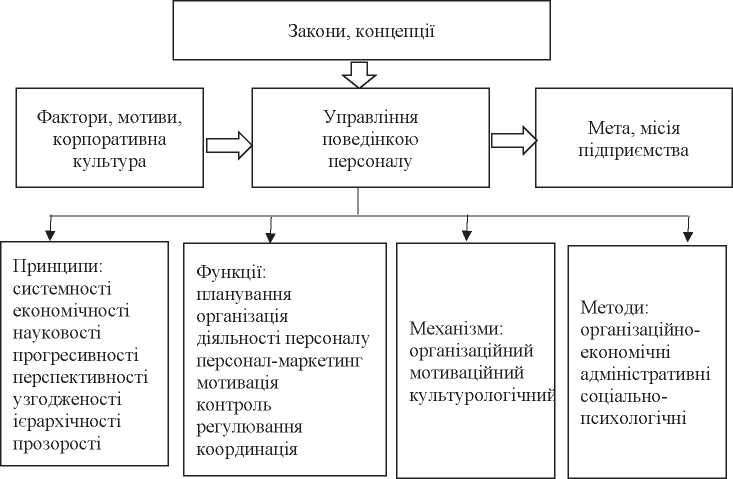 Закони, концепції
Фактори, мотиви,
корпоративна
культура
Управління
поведінкою
персоналу
Мета, місія
підприємства
Принципи:
системності
економічності
науковості
прогресивності
перспективності
узгодженості
ієрархічності
прозорості
Функції:
планування
організація
діяльності персоналу
персонал-маркетинг
мотивація
контроль
регулювання
координація
Механізми:
організаційний
мотиваційний
культурологічний
Методи:
організаційно-
економічні
адміністративні
соціально-
психологічні